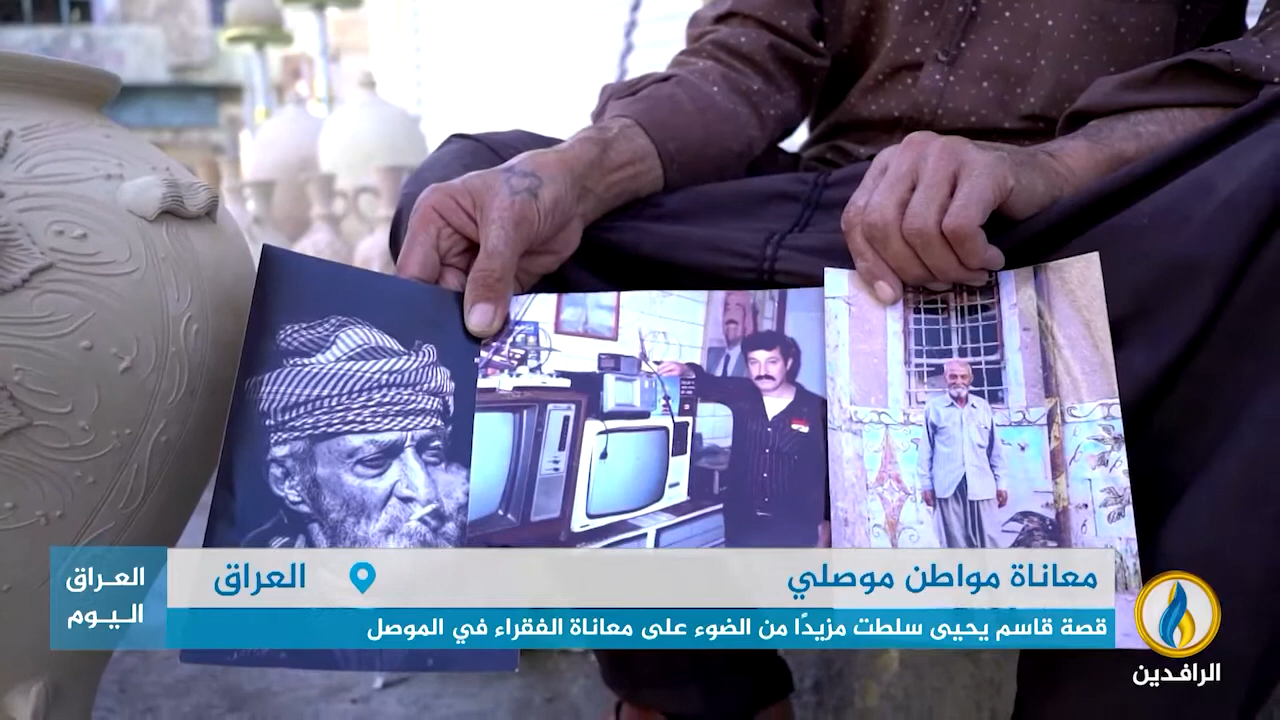 معاناة مواطن موصلي
العراق
قصة قاسم يحيى سلطت مزيدًا من الضوء على معاناة الفقراء في الموصل
العراق
اليوم
الرافدين